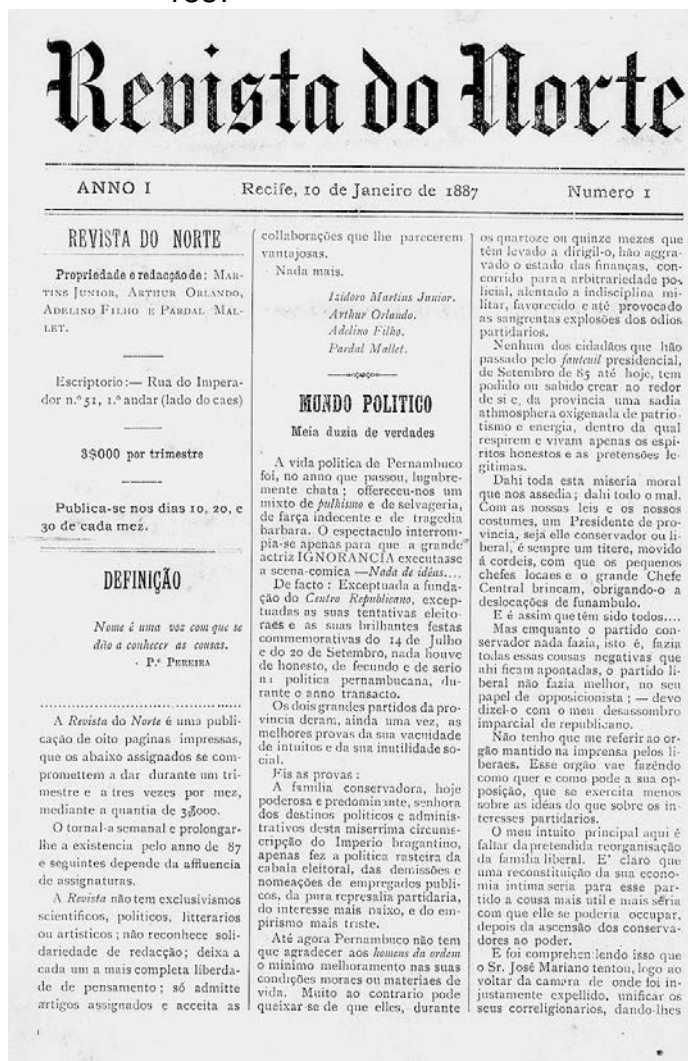 1887
Revista do Norte
ANNO I
Recife, 10 de Janeiro de 1887
Numero 1
REVISTA DO NORTE
Propriedade e redacção de: MAR-
TINS JUNIOR, ARTHUR ORLANDO,
ADELINO FILHO E PARDAL MAL-
LET.
Escriptorio:— Rua do Impera-
dor n.º 51, 1.º andar (lado do caes)
3$000 por trimestre
Publica-se nos dias 10, 20, e
30 de cada mez.
DEFINIÇÃO
Nome é uma voz com que se
dão a conhecer as cousas.
P.e PEREIRA
A Revista do Norte é uma publi-
cação de oito paginas impressas,
que os abaixo assignados se com-
promettem a dar durante um tri-
mestre e a tres vezes por mez,
mediante a quantia de 3$000.
O tornal-a semanal e prolongar-
lhe a existencia pelo anno de 87
e seguintes depende da affluencia
de assignaturas.
A Revista não tem exclusivismos
scientificos, politicos, litterarios
ou artisticos; não reconhece soli-
dariedade de redacção; deixa a
cada um a mais completa liberda-
de de pensamento; só admitte
artigos assignados e acceita as
collaborações que lhe parecerem
vantajosas.
Nada mais.
Izidoro Martins Junior.
Arthur Orlando.
Adelino Filho.
Pardal Mallet.
MUNDO POLITICO
Meia duzia de verdades
A vida politica de Pernambuco
foi, no anno que passou, lugubre-
mente chata; offereceu-nos um
mixto de pulhismo e de selvageria,
de farça indecente e de tragedia
barbara. O espectaculo interrom-
pia-se apenas para que a grande
actriz IGNORANCIA executasse
a scena-comica —Nada de idéas....
De facto: Exceptuada a funda-
ção do Centro Republicano, excep-
tuadas as suas tentativas eleito-
raes e as suas brilhantes festas
commemorativas do 14 de Julho
e do 20 de Setembro, nada houve
de honesto, de fecundo e de serio
na politica pernambucana, du-
rante o anno transacto.
Os dois grandes partidos da pro-
vincia deram, ainda uma vez, as
melhores provas da sua vacuidade
de intuitos e da sua inutilidade so-
cial.
Eis as provas:
A familia conservadora, hoje
poderosa e predominante, senhora
dos destinos politicos e adminis-
trativos desta miserrima circums-
cripção do Imperio bragantino,
apenas fez a politica rasteira da
cabala eleitoral, das demissões e
nomeações de empregados publi-
cos, da pura represalia partidaria,
do interesse mais baixo, e do em-
pirismo mais triste.
Até agora Pernambuco não tem
que agradecer aos homens da ordem
o minimo melhoramento nas suas
condições moraes ou materiaes de
vida. Muito ao contrario pode
queixar-se de que elles, durante
os quartoze ou quinze mezes que
têm levado a dirigil-o, hão aggra-
vado o estado das finanças, con-
corrido para a arbitrariedade po-
licial, alentado a indisciplina mi-
litar, favorecido e até provocado
as sangrentas explosões dos odios
partidarios.
Nenhum dos cidadãos que hão
passado pelo fauteuil presidencial,
de Setembro de 85 até hoje, tem
podido ou sabido crear ao redor
de si e, da provincia uma sadia
athmosphera oxigenada de patrio-
tismo e energia, dentro da qual
respirem e vivam apenas os espi-
ritos honestos e as pretensões le-
gitimas.
Dahi toda esta miseria moral
que nos assedia; dahi todo o mal.
Com as nossas leis e os nossos
costumes, um Presidente de pro-
vincia, seja elle conservador ou li-
beral, é sempre um titere, movido
á cordeis, com que os pequenos
chefes locaes e o grande Chefe
Central brincam, obrigando-o a
deslocações de funambulo.
E é assim que têm sido todos....
Mas emquanto o partido con-
servador nada fazia, isto é, fazia
todas essas cousas negativas que
ahi ficam apontadas, o partido li-
beral não fazia melhor, no seu
papel de opposicionista; — devo
dizel-o com o meu desassombro
imparcial de republicano.
Não tenho que me referir ao or-
gão mantido na imprensa pelos li-
beraes. Esse orgão vae fazendo
como quer e como pode a sua op-
posição, que se exercita menos
sobre as idéas do que sobre os in-
teresses partidarios.
O meu intuito principal aqui é
fallar da pretendida reorganisação
da familia liberal. E' claro que
uma reconstituição da sua econo-
mia intima seria para esse par-
tido a cousa mais util e mais séria
com que elle se poderia occupar,
depois da ascensão dos conserva-
dores ao poder.
E foi comprehendendo isso que
o Sr. José Mariano tentou, logo ao
voltar da camara de onde foi in-
justamente expellido, unificar os
seus correligionarios, dando-lhes